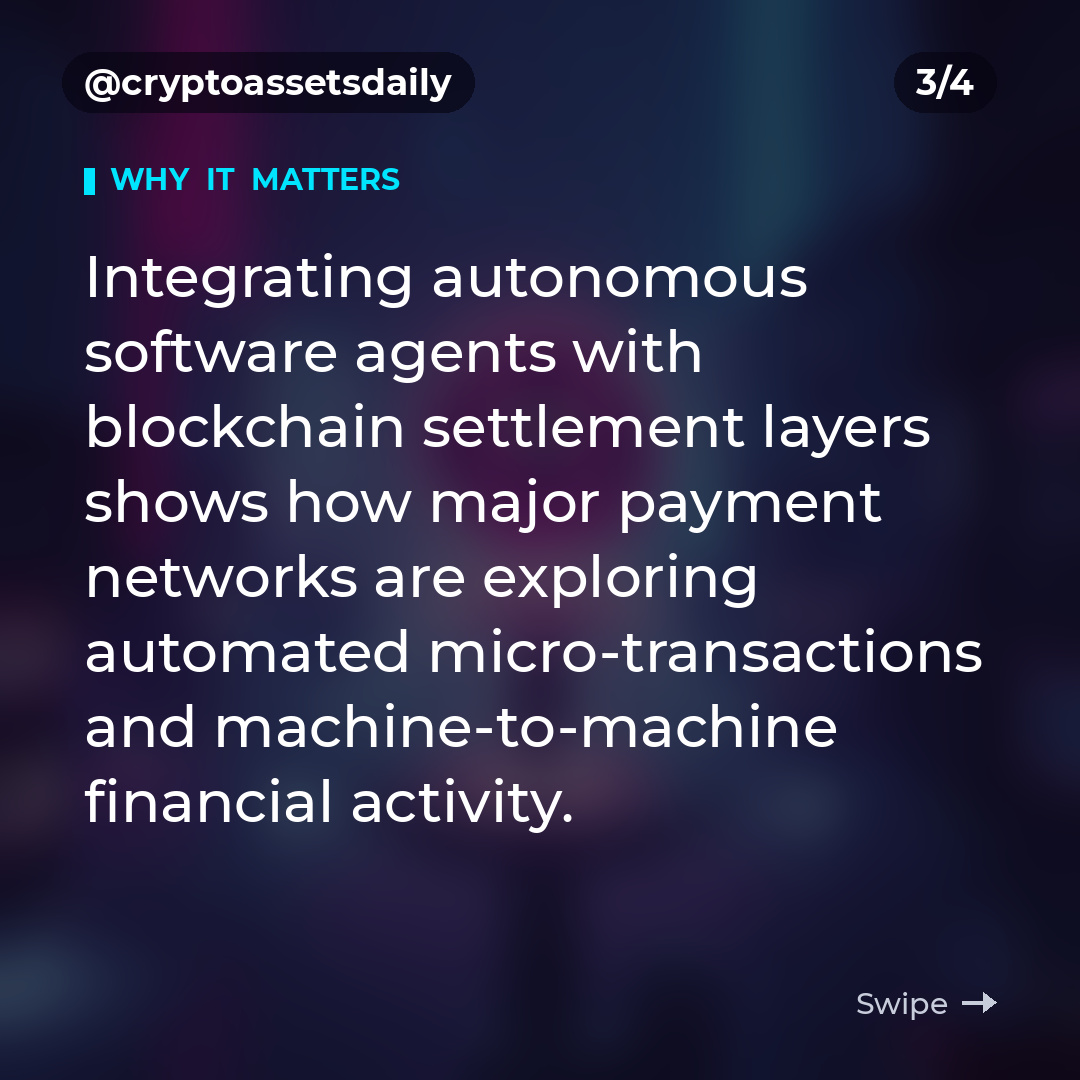 @cryptoassetsdaily
3/4
WHY IT MATTERS
Integrating autonomous
software agents with
blockchain settlement layers
shows how major payment
networks are exploring
automated micro-transactions
and machine-to-machine
financial activity.
Swipe